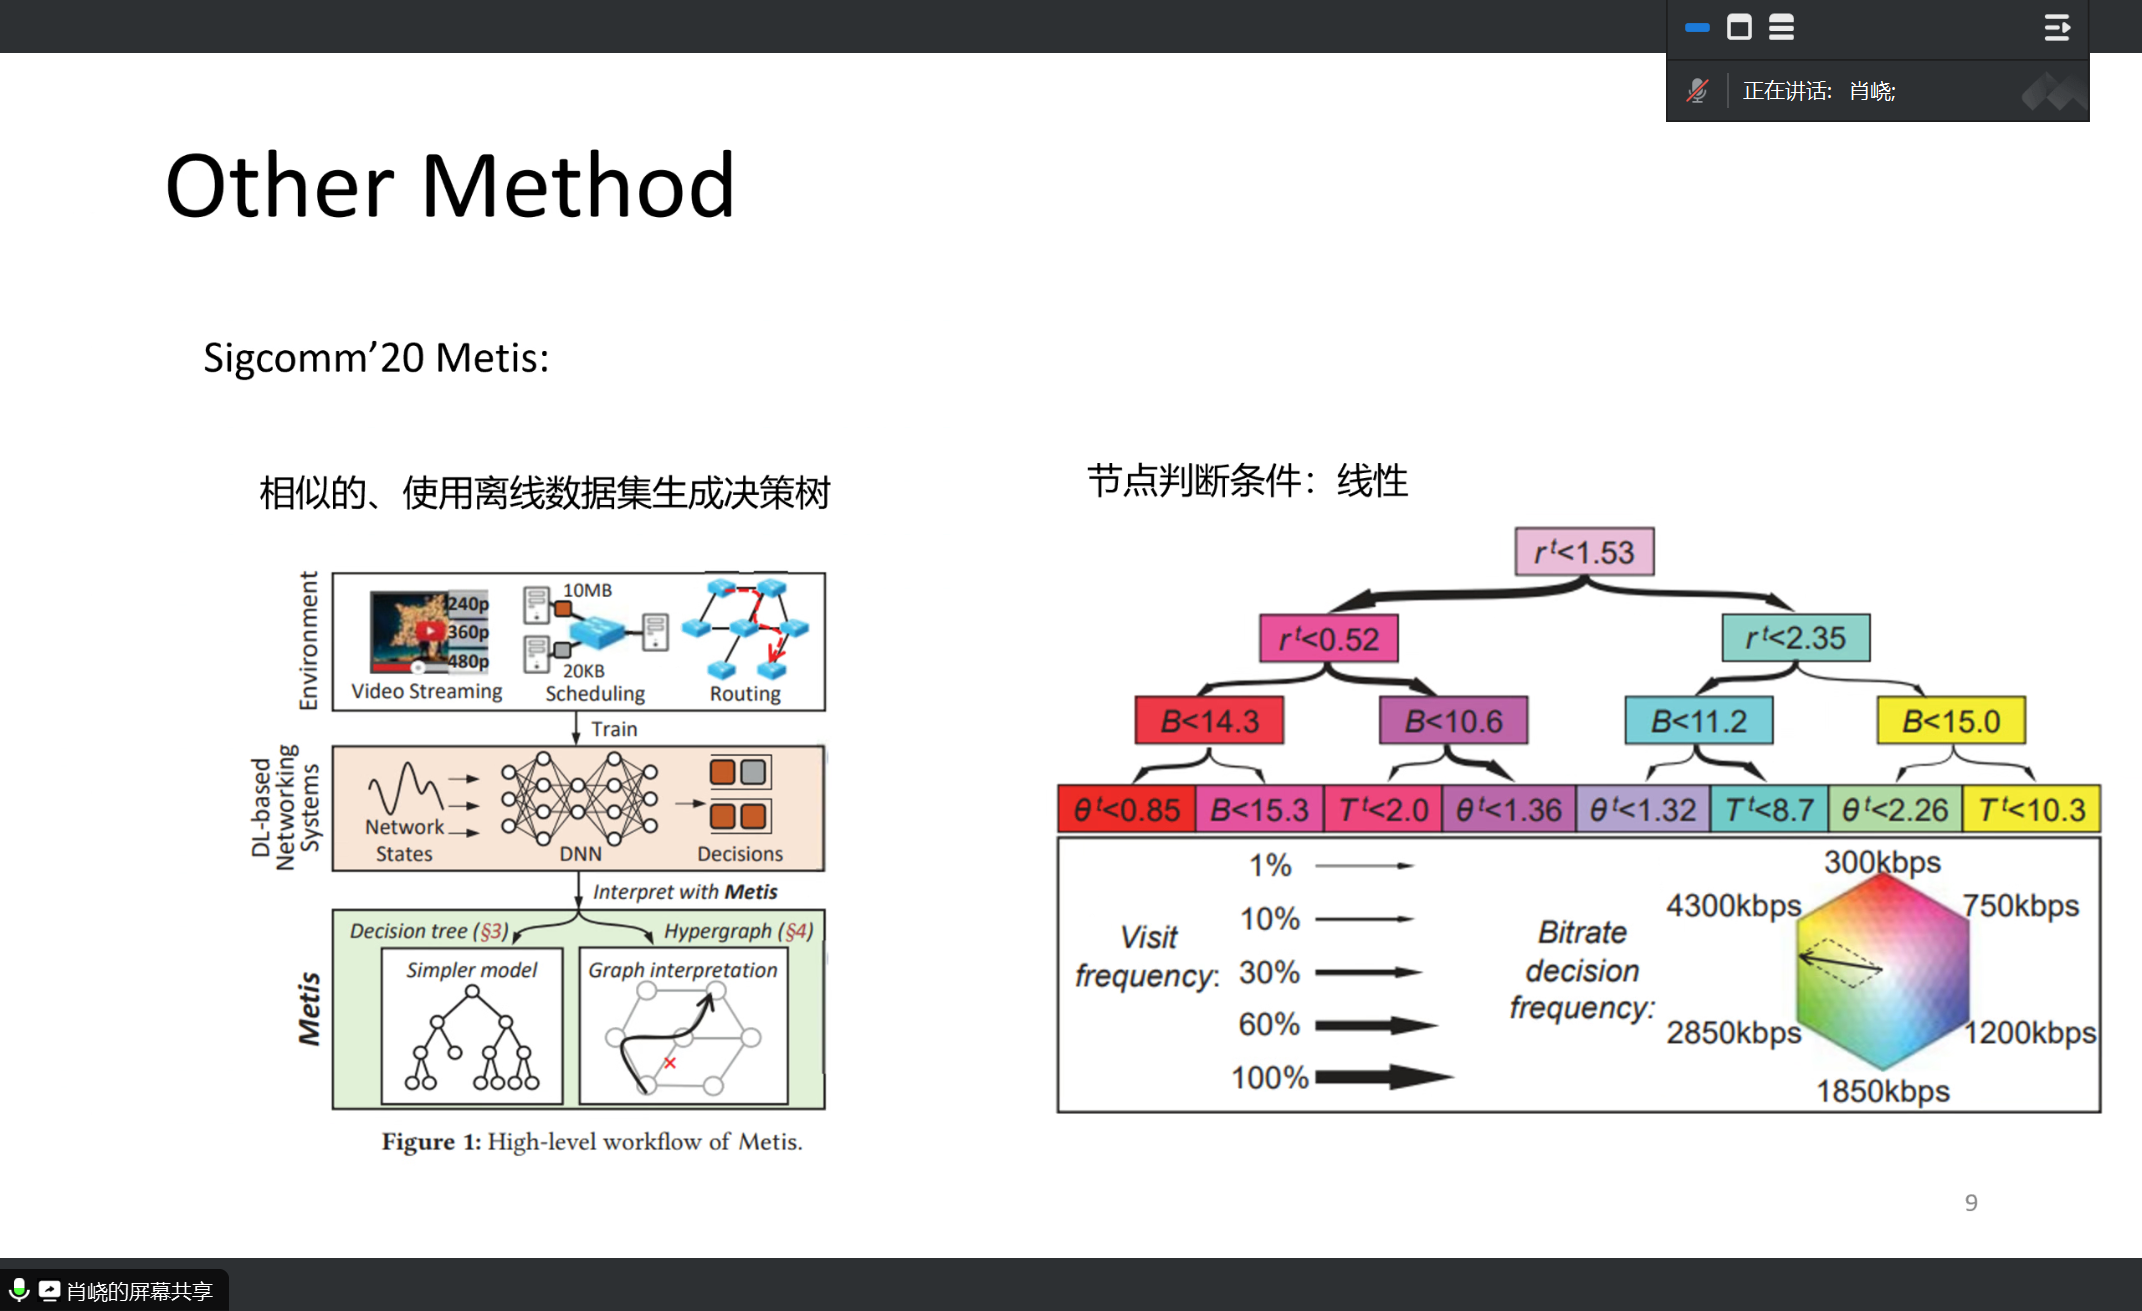 正在讲话: 肖峣;
Other Method
Sigcomm’20 Metis:
相似的、使用离线数据集生成决策树
Environment
240p
360p
480p
Video Streaming
10MB
20KB
Scheduling
Routing
Train
DL-based
Networking
Systems
Network
States
DNN
Decisions
Interpret with Metis
Metis
Decision tree (§3)
Hypergraph (§4)
Simpler model
Graph interpretation
Figure 1: High-level workflow of Metis.
节点判断条件：线性
r^t<1.53
r^t<0.52
r^t<2.35
B<14.3
B<10.6
B<11.2
B<15.0
θ^t<0.85
B<15.3
T^t<2.0
θ^t<1.36
θ^t<1.32
T^t<8.7
θ^t<2.26
T^t<10.3
Visit
frequency:
1%
10%
30%
60%
100%
Bitrate
decision
frequency:
300kbps
4300kbps
750kbps
2850kbps
1200kbps
1850kbps
9
肖峣的屏幕共享